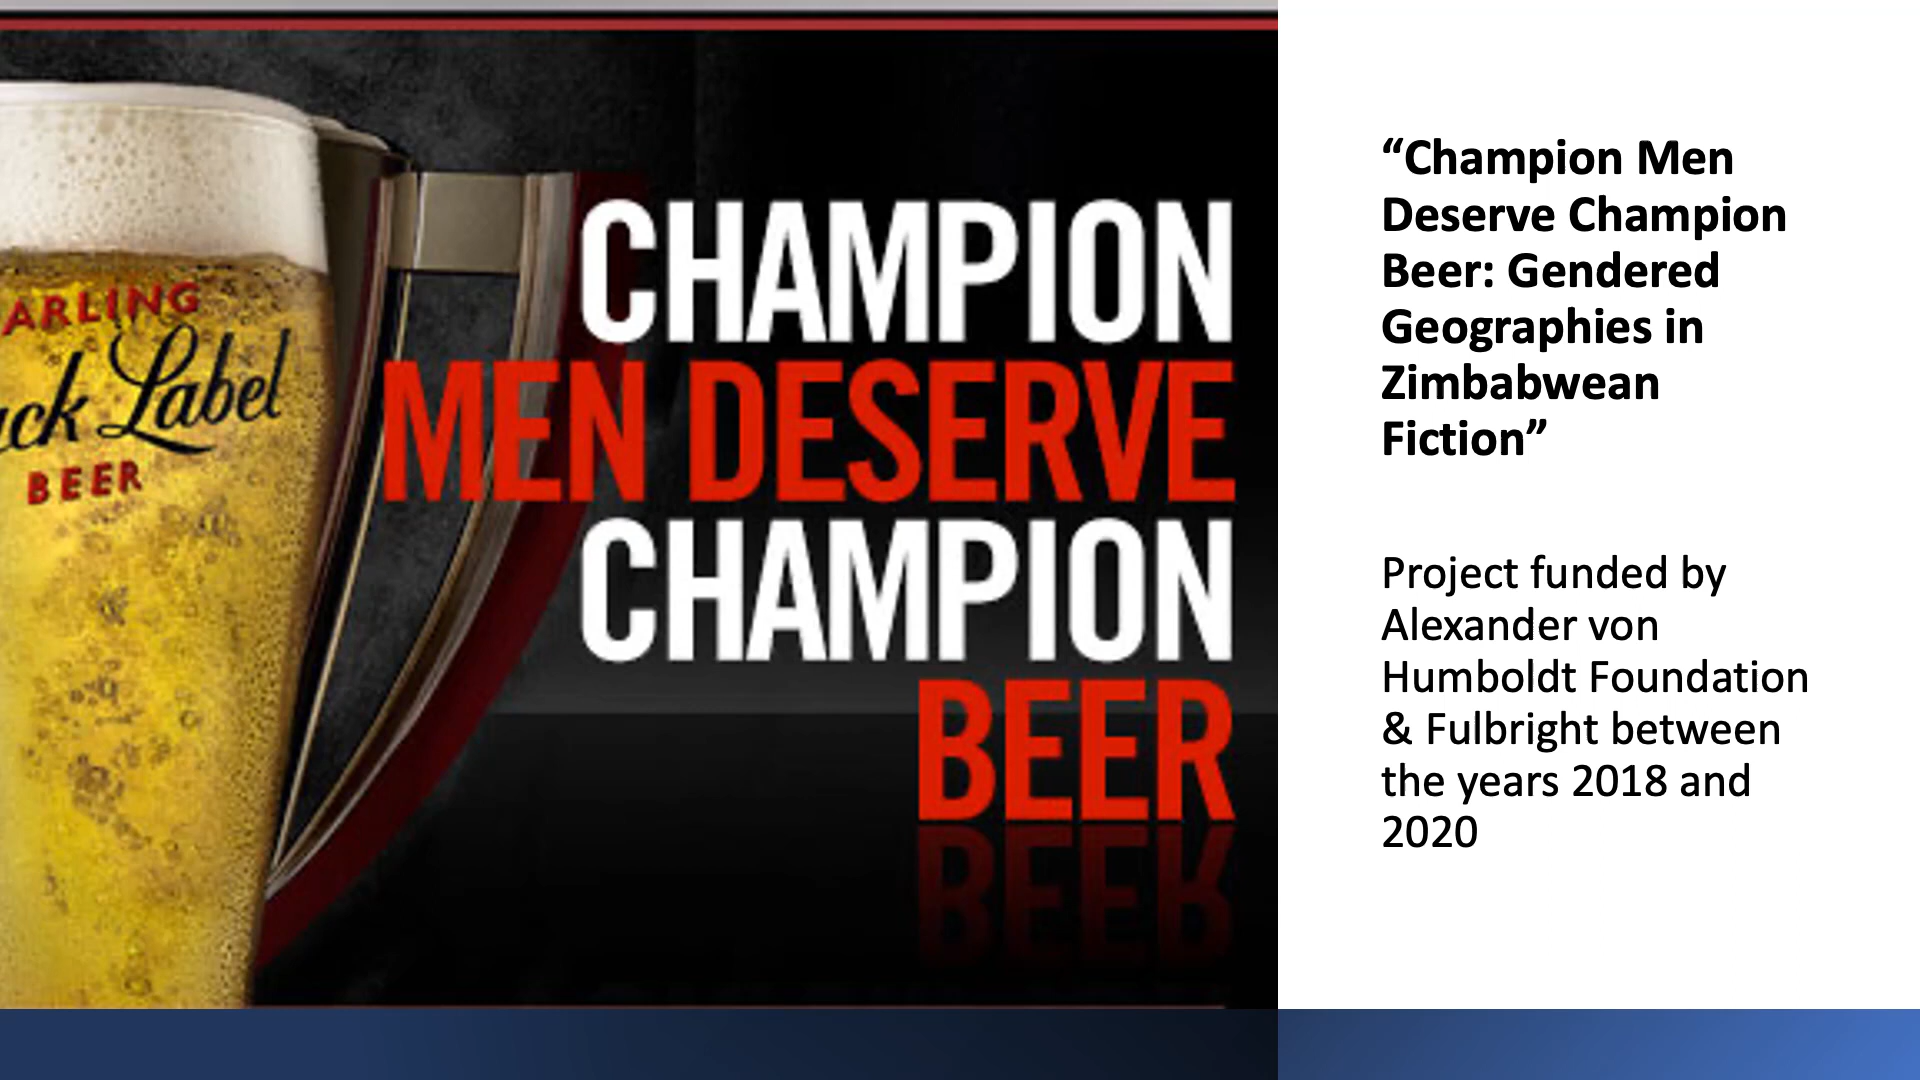 ARLING
ck Label
BEER
CHAMPION
MEN DESERVE
CHAMPION
BEER
“Champion Men
Deserve Champion
Beer: Gendered
Geographies in
Zimbabwean
Fiction”
Project funded by
Alexander von
Humboldt Foundation
& Fulbright between
the years 2018 and
2020